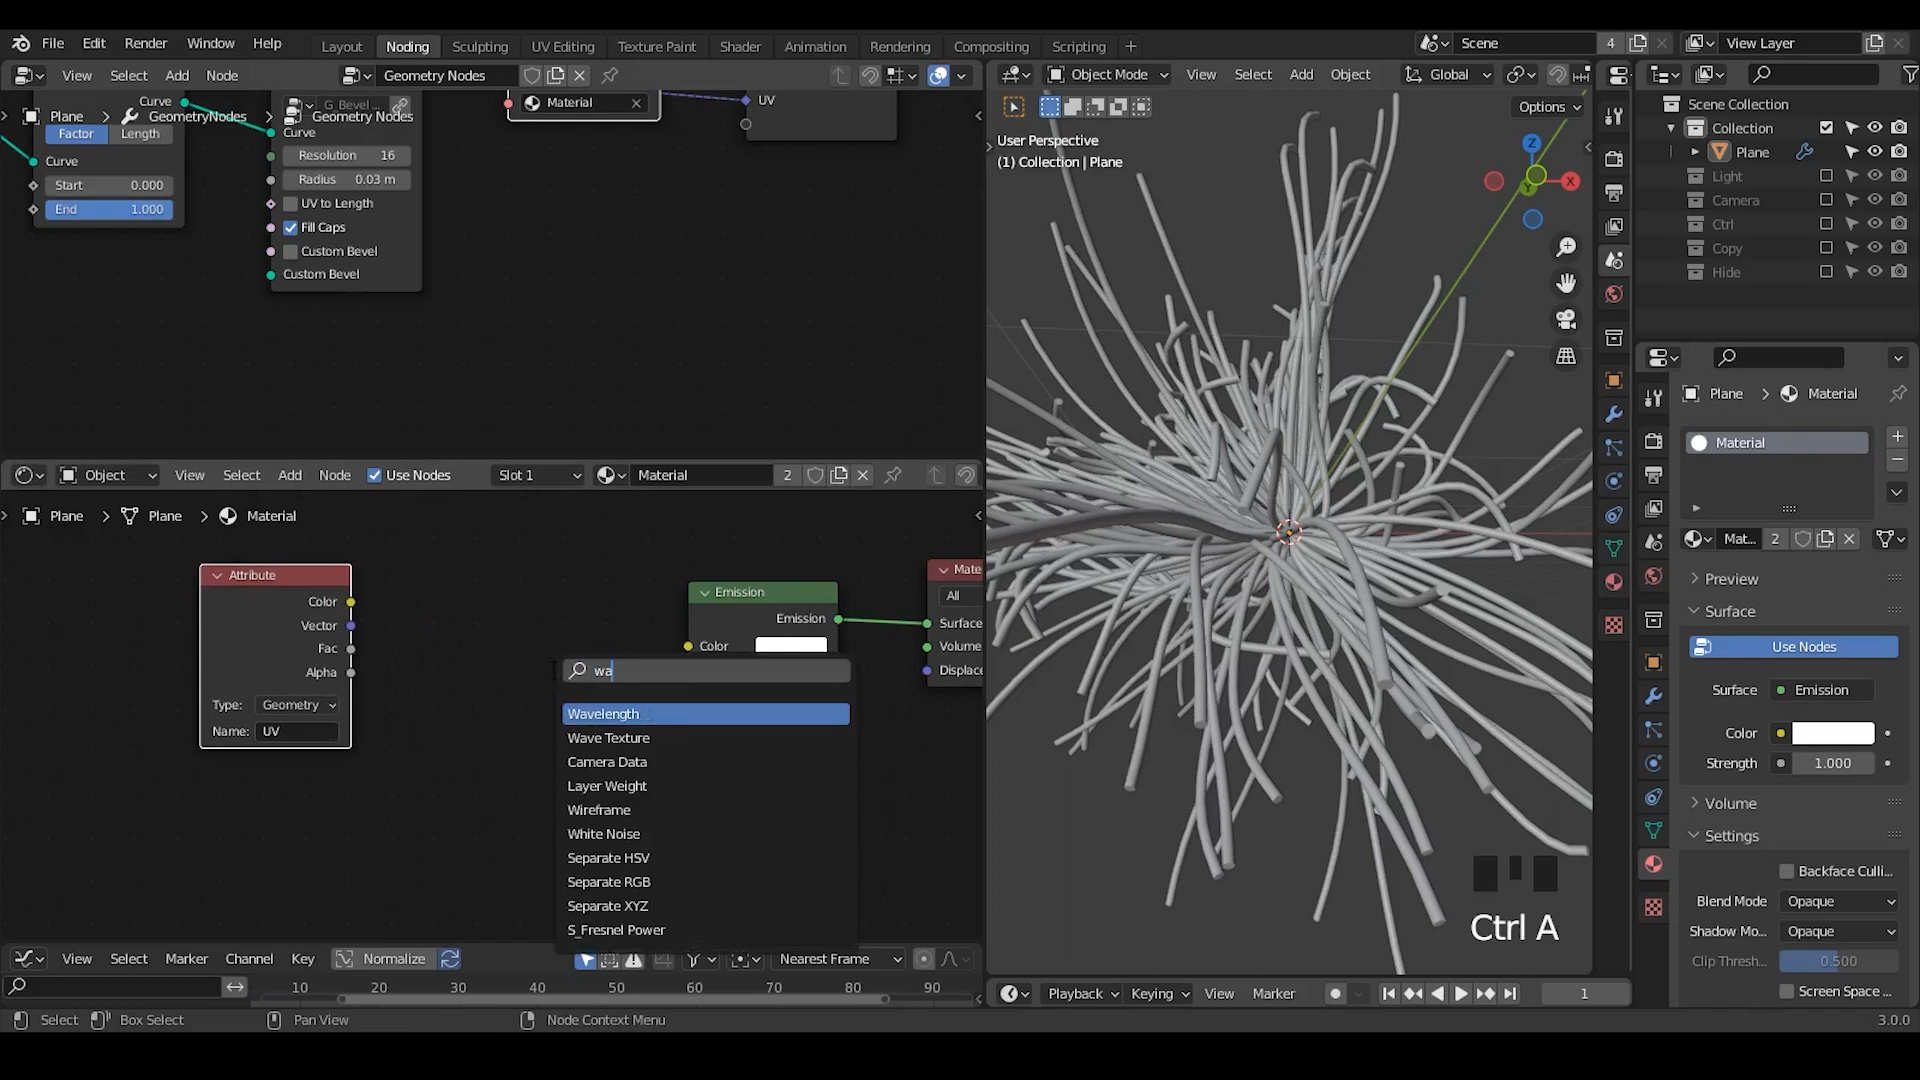 File Edit Render Window Help Layout Noding Sculpting UV Editing Texture Paint Shader Animation Rendering Compositing Scripting + Scene 4 View Layer
View Select Add Node Geometry Nodes
Object Mode View Select Add Object Global
Options
Curve
G_Bevel ...
Plane > GeometryNodes > Geometry Nodes
Factor Length
Curve
Start 0.000
End 1.000
Curve
Resolution 16
Radius 0.03 m
UV to Length
Fill Caps
Custom Bevel
Custom Bevel
Material
UV
User Perspective
(1) Collection | Plane
Z
X
Y
Scene Collection
Collection
Plane
Light
Camera
Ctrl
Copy
Hide
Object View Select Add Node Use Nodes Slot 1 Material 2
Plane > Plane > Material
Attribute
Color
Vector
Fac
Alpha
Type: Geometry
Name: UV
Emission
Emission
Color
Mate
All
Surface
Volume
Displace
wa
Wavelength
Wave Texture
Camera Data
Layer Weight
Wireframe
White Noise
Separate HSV
Separate RGB
Separate XYZ
S_Fresnel Power
Ctrl A
Plane > Material
Material
Mat... 2
Preview
Surface
Use Nodes
Surface Emission
Color
Strength 1.000
Volume
Settings
Backface Culli...
Blend Mode Opaque
Shadow Mo... Opaque
Clip Thresh... 0.500
Screen Space ...
View Select Marker Channel Key Normalize Nearest Frame
10 20 30 40 50 60 70 80 90
Playback Keying View Marker 1
Select Box Select Pan View Node Context Menu 3.0.0